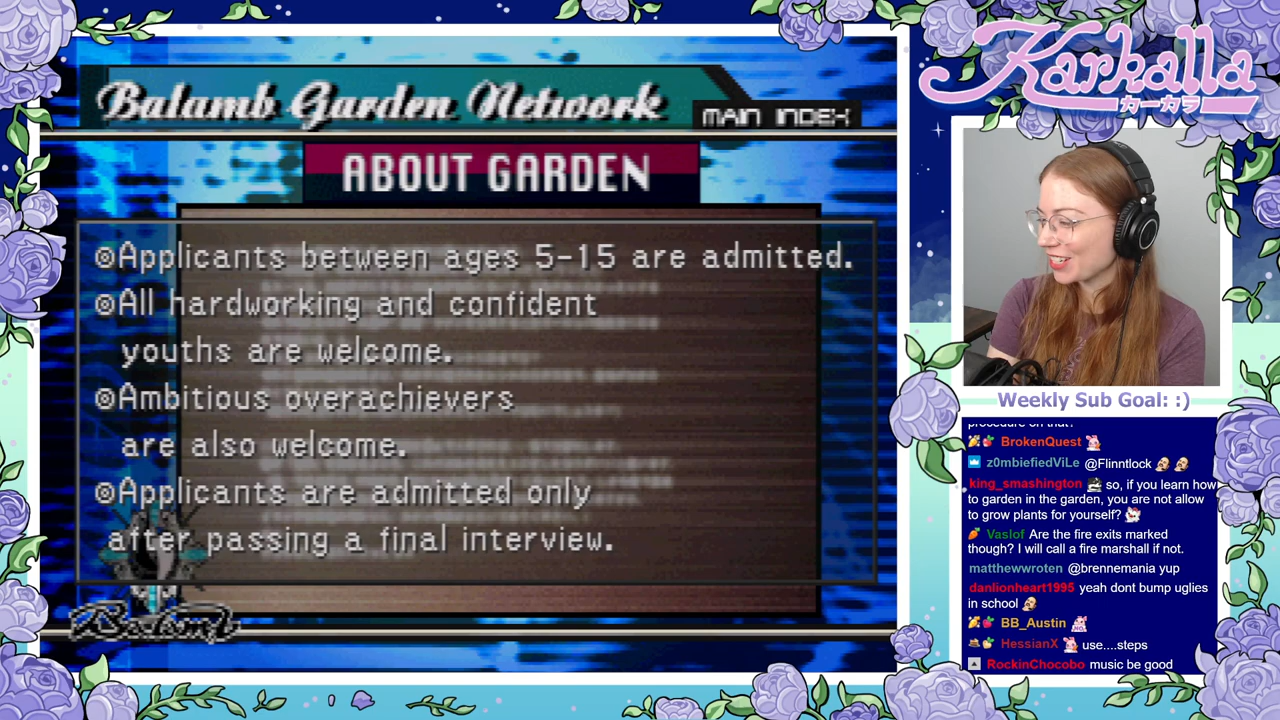 Balamb Garden Network
MAIN INDEX
ABOUT GARDEN
◎Applicants between ages 5-15 are admitted.
◎All hardworking and confident
youths are welcome.
◎Ambitious overachievers
are also welcome.
◎Applicants are admitted only
after passing a final interview.
Balamb
Karkalla
カーカラ
Weekly Sub Goal: :)
procedure on that?
BrokenQuest
z0mbiefiedViLe @Flinntlock
king_smashington so, if you learn how
to garden in the garden, you are not allow
to grow plants for yourself?
Vaslof Are the fire exits marked
though? I will call a fire marshall if not.
matthewwroten @brennemania yup
danlionheart1995 yeah dont bump uglies
in school
BB_Austin
HessianX use....steps
RockinChocobo music be good